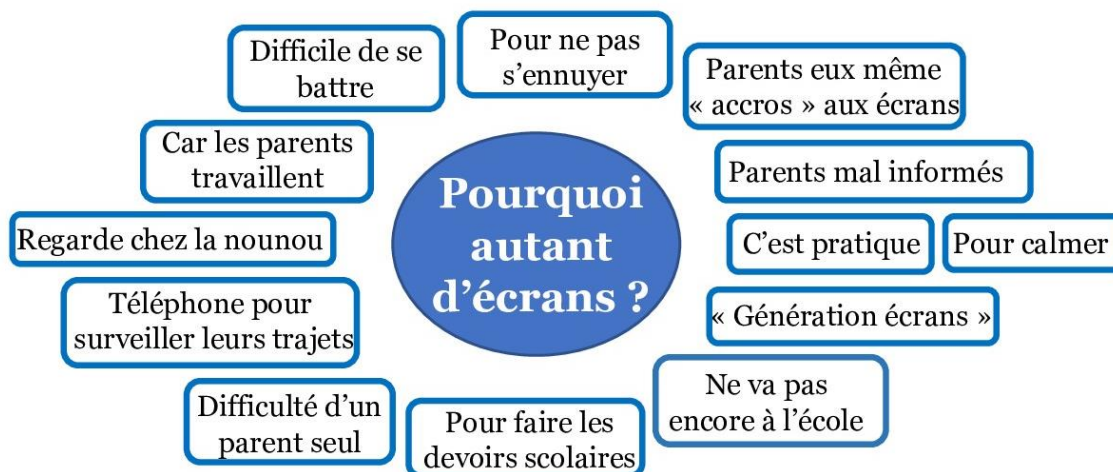 Difficile de se
battre
Pour ne pas
s’ennuyer
Parents eux même
« accros » aux écrans
Car les parents
travaillent
Parents mal informés
Pourquoi
autant
d’écrans ?
Regarde chez la nounou
C’est pratique
Pour calmer
Téléphone pour
surveiller leurs trajets
« Génération écrans »
Difficulté d’un
parent seul
Pour faire les
devoirs scolaires
Ne va pas
encore à l’école